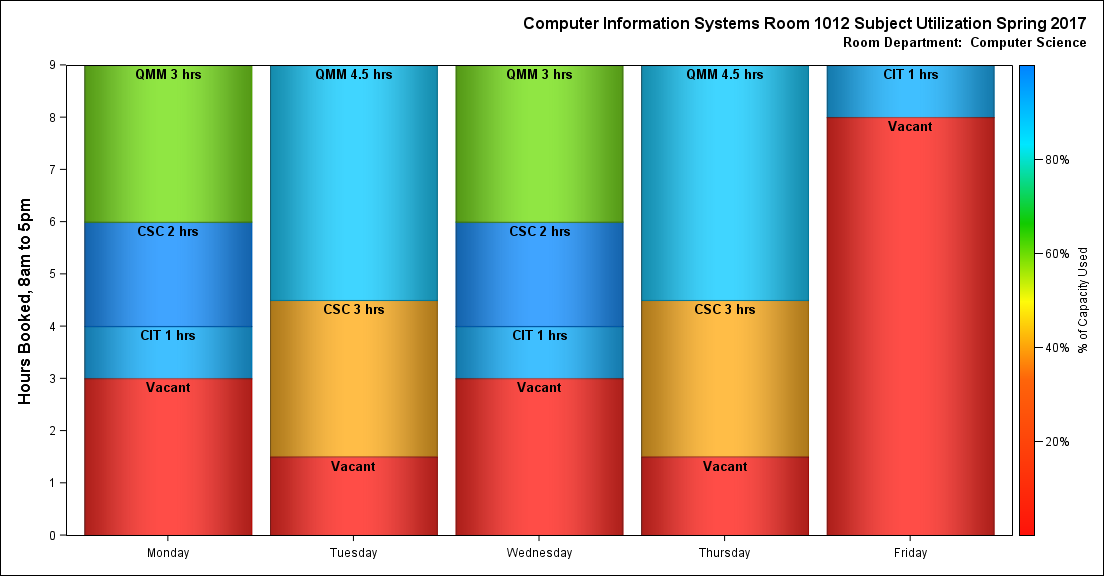 Computer Information Systems Room 1012 Subject Utilization Spring 2017
Room Department:  Computer Science
Hours Booked, 8am to 5pm
9
8
7
6
5
4
3
2
1
0
QMM 3 hrs
CSC 2 hrs
CIT 1 hrs
Vacant
QMM 4.5 hrs
CSC 3 hrs
Vacant
QMM 3 hrs
CSC 2 hrs
CIT 1 hrs
Vacant
QMM 4.5 hrs
CSC 3 hrs
Vacant
CIT 1 hrs
Vacant
Monday
Tuesday
Wednesday
Thursday
Friday
80%
60%
40%
20%
% of Capacity Used